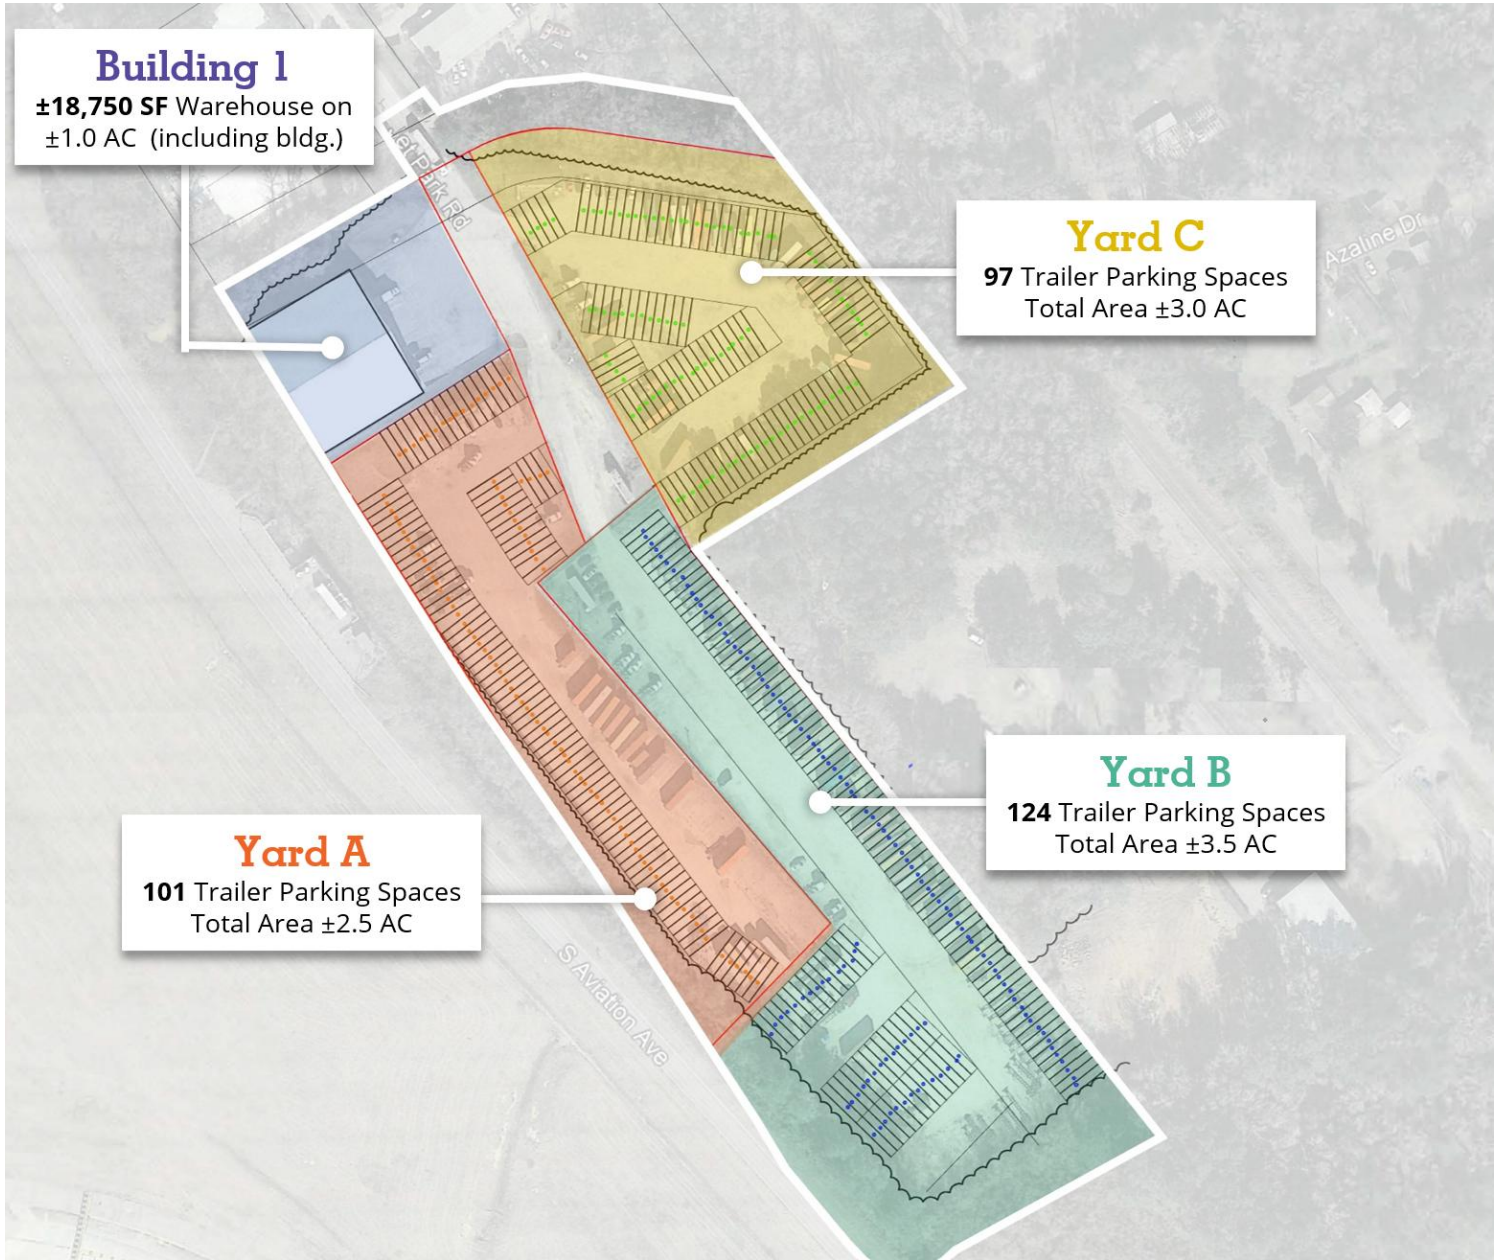 Building 1
±18,750 SF Warehouse on
±1.0 AC (including bldg.)
Park Rd
Yard C
97 Trailer Parking Spaces
Total Area ±3.0 AC
Azaline Dr
Yard B
124 Trailer Parking Spaces
Total Area ±3.5 AC
Yard A
101 Trailer Parking Spaces
Total Area ±2.5 AC
S Aviation Ave